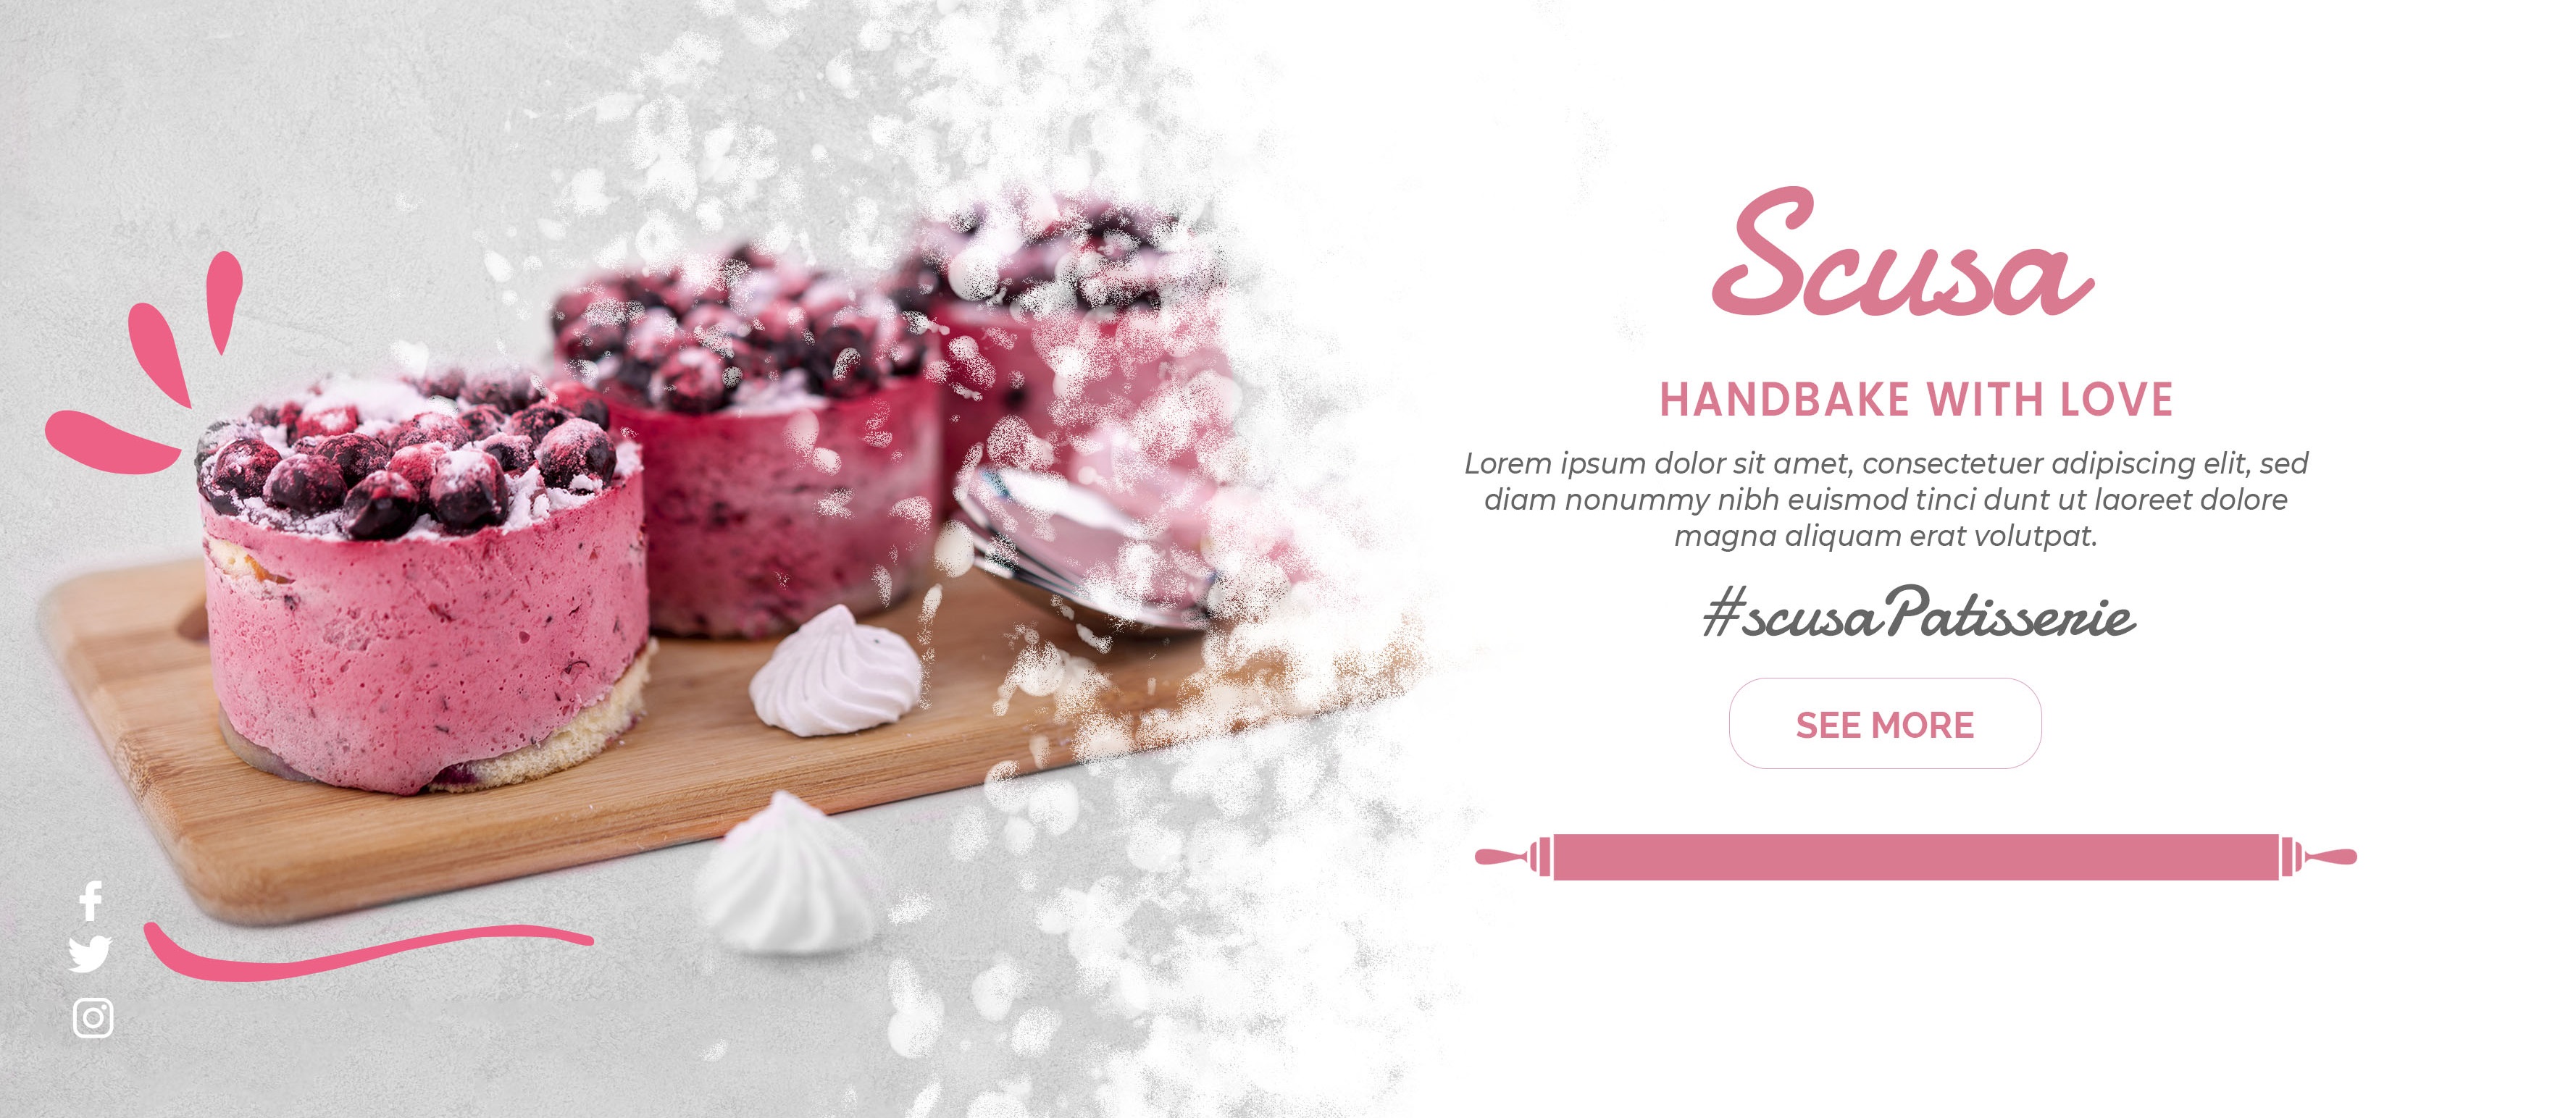 Scusa
HANDBAKE WITH LOVE
Lorem ipsum dolor sit amet, consectetuer adipiscing elit, sed
diam nonummy nibh euismod tinci dunt ut laoreet dolore
magna aliquam erat volutpat.
#scusaPatisserie
SEE MORE